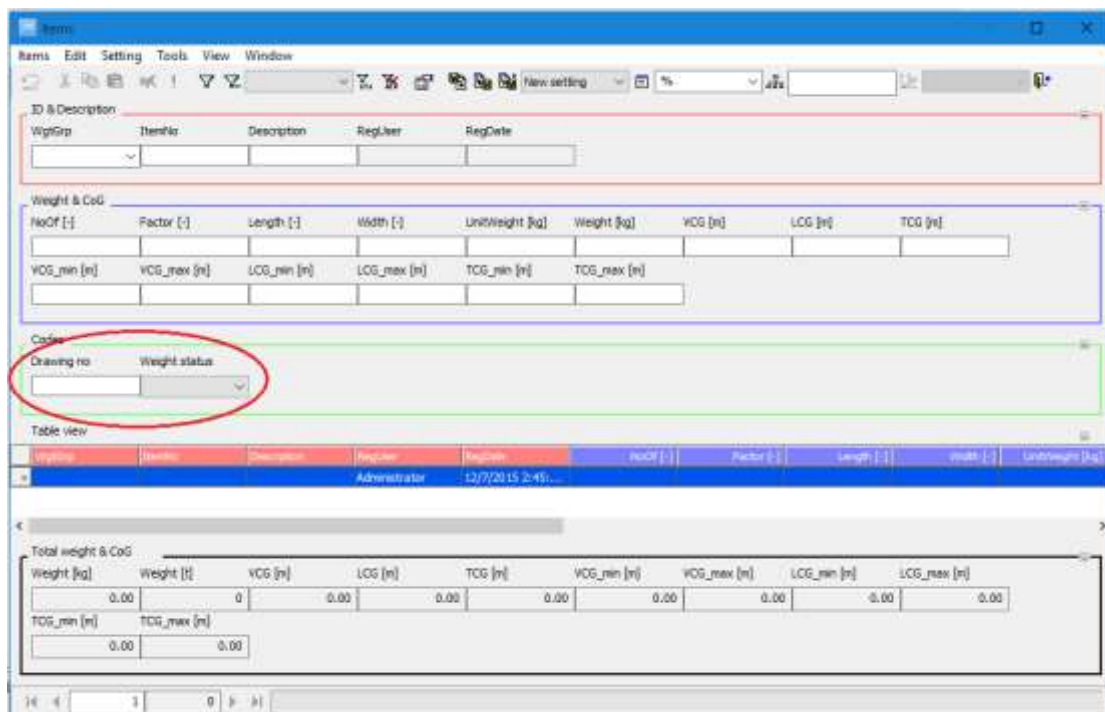 Items
Items Edit Setting Tools View Window
New setting %
ID & Description
WgtGrp ItemNo Description RegUser RegDate
Weight & CoG
NoOf [-] Factor [-] Length [-] Width [-] UnitWeight [kg] Weight [kg] VCG [m] LCG [m] TCG [m]
VCG_min [m] VCG_max [m] LCG_min [m] LCG_max [m] TCG_min [m] TCG_max [m]
Codes
Drawing no Weight status
Table view
WgtGrp ItemNo Description RegUser RegDate NoOf [-] Factor [-] Length [-] Width [-] UnitWeight [kg]
Administrator 12/7/2015 2:45:...
Total weight & CoG
Weight [kg] Weight [t] VCG [m] LCG [m] TCG [m] VCG_min [m] VCG_max [m] LCG_min [m] LCG_max [m]
0.00 0 0.00 0.00 0.00 0.00 0.00 0.00 0.00
TCG_min [m] TCG_max [m]
0.00 0.00
1 0